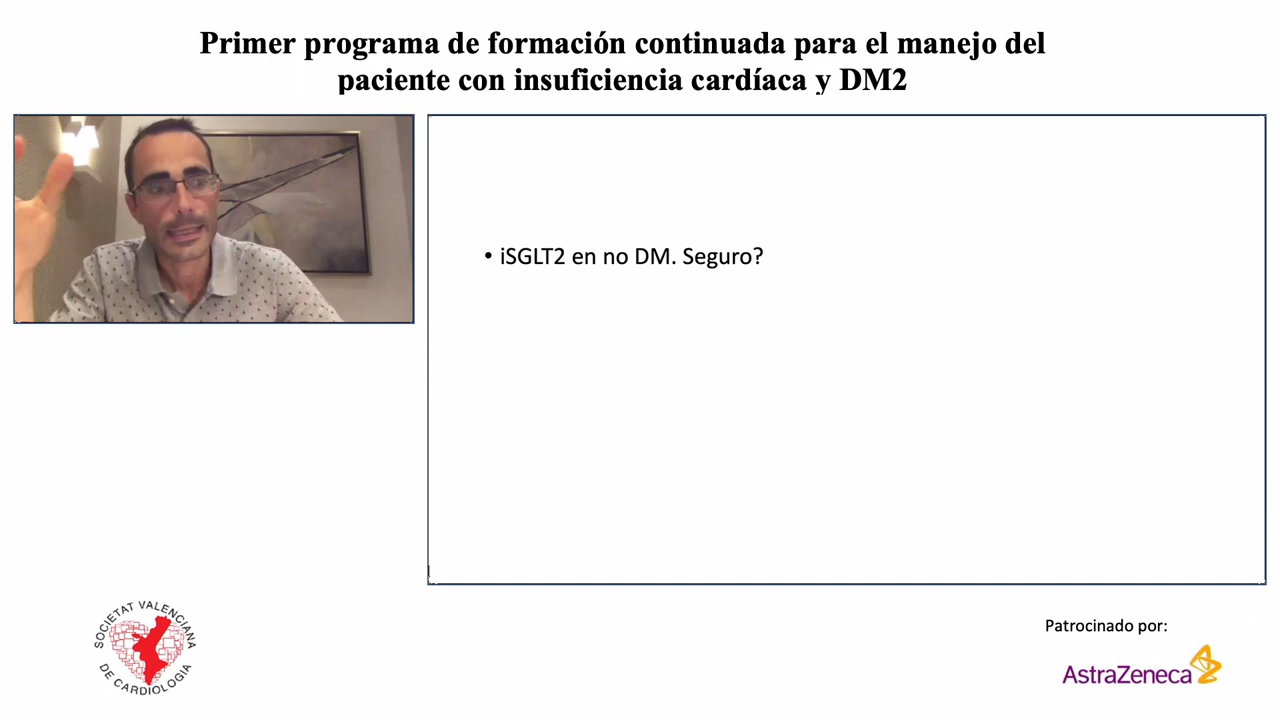 Primer programa de formación continuada para el manejo del
paciente con insuficiencia cardíaca y DM2
• iSGLT2 en no DM. Seguro?
SOCIETAT VALENCIANA
DE CARDIOLOGIA
Patrocinado por:
AstraZeneca